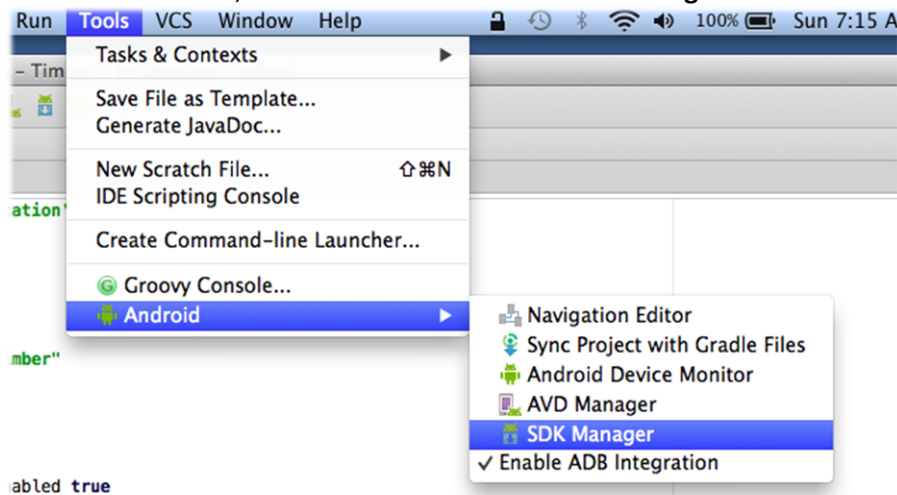 Run Tools VCS Window Help 100% Sun 7:15 A
Tasks & Contexts
– Tim
Save File as Template...
Generate JavaDoc...
New Scratch File... ⇧⌘N
IDE Scripting Console
ation"
Create Command-line Launcher...
Groovy Console...
Android
Navigation Editor
Sync Project with Gradle Files
mber"
Android Device Monitor
AVD Manager
SDK Manager
✓ Enable ADB Integration
abled true